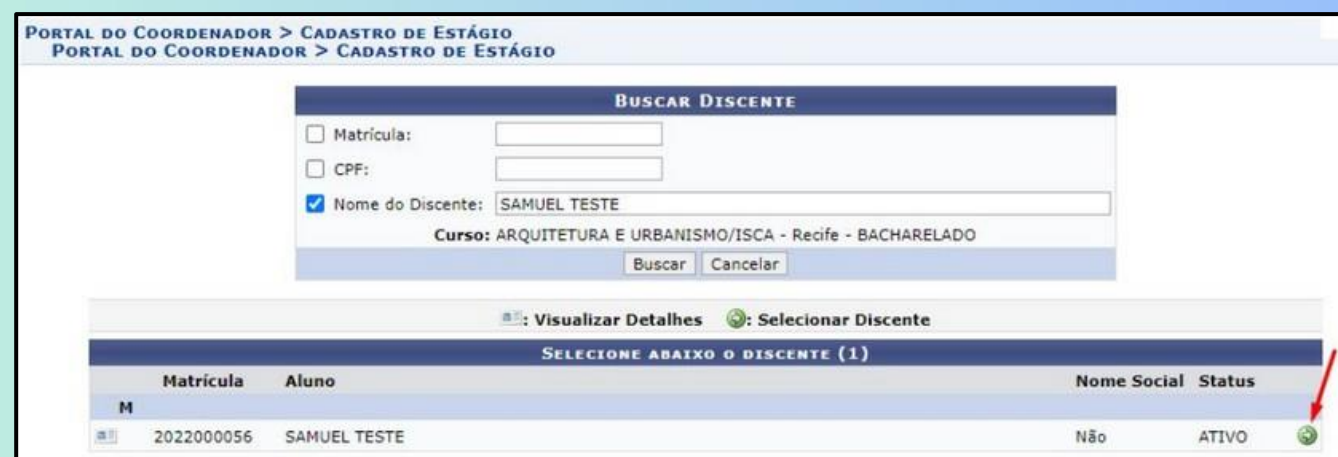 PORTAL DO COORDENADOR > CADASTRO DE ESTÁGIO
PORTAL DO COORDENADOR > CADASTRO DE ESTÁGIO
BUSCAR DISCENTE
Matrícula:
CPF:
Nome do Discente: SAMUEL TESTE
Curso: ARQUITETURA E URBANISMO/ISCA - Recife - BACHARELADO
Buscar Cancelar
: Visualizar Detalhes : Selecionar Discente
SELECIONE ABAIXO O DISCENTE (1)
Matrícula Aluno Nome Social Status
M
2022000056 SAMUEL TESTE Não ATIVO